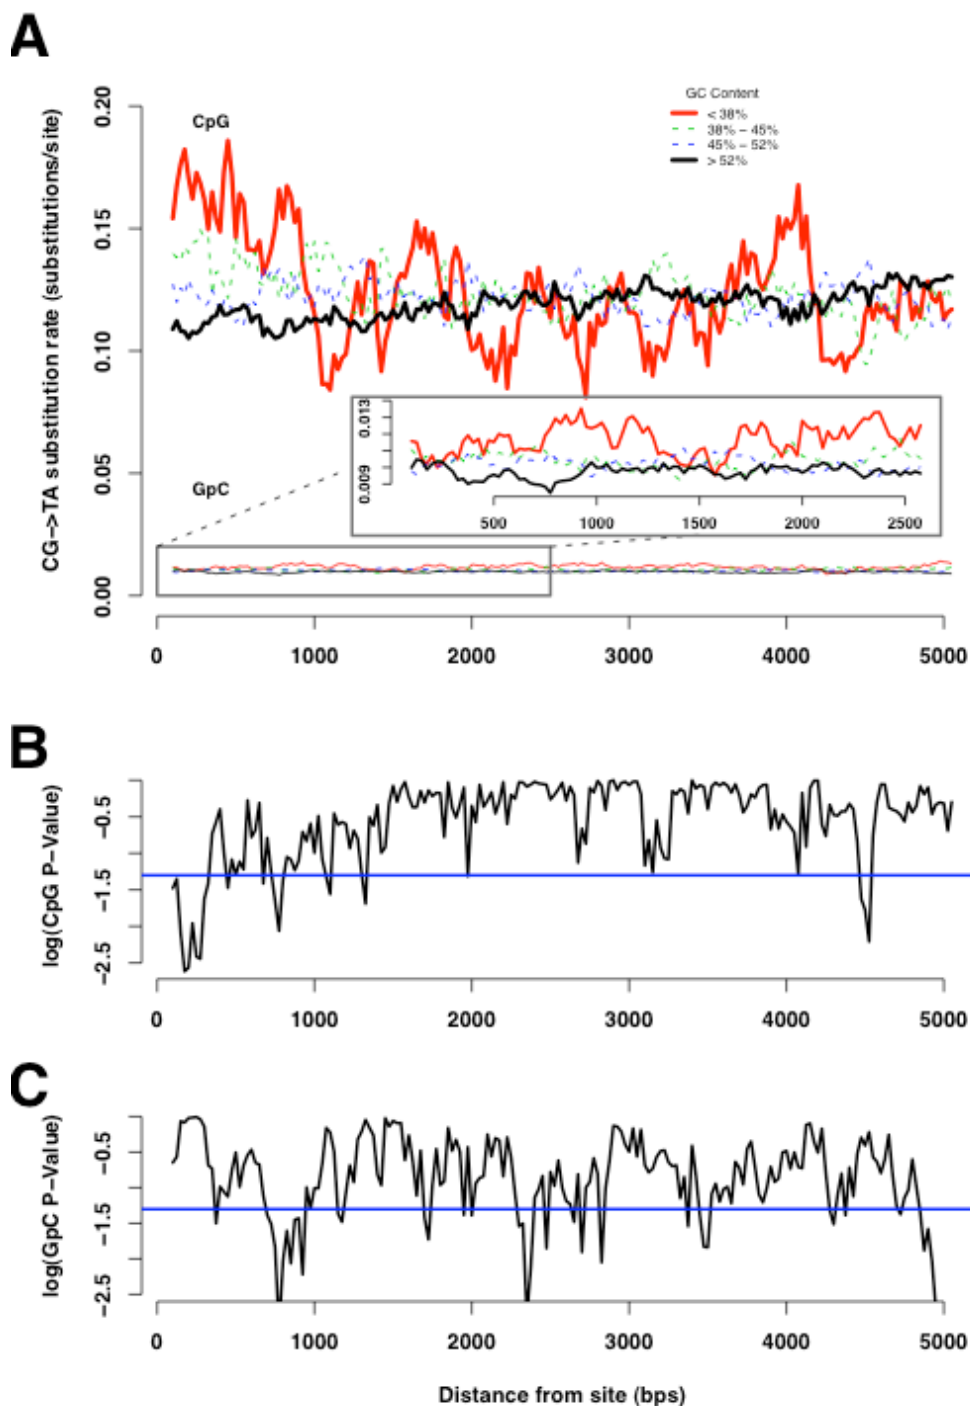 A
CG->TA substitution rate (substitutions/site)
0.20
0.15
0.10
0.05
0.00
CpG
GC Content
< 38%
38% – 45%
45% – 52%
> 52%
GpC
0.013
0.009
500 1000 1500 2000 2500
0 1000 2000 3000 4000 5000
B
log(CpG P–Value)
–0.5
–1.5
–2.5
0 1000 2000 3000 4000 5000
C
log(GpC P–Value)
–0.5
–1.5
–2.5
0 1000 2000 3000 4000 5000
Distance from site (bps)